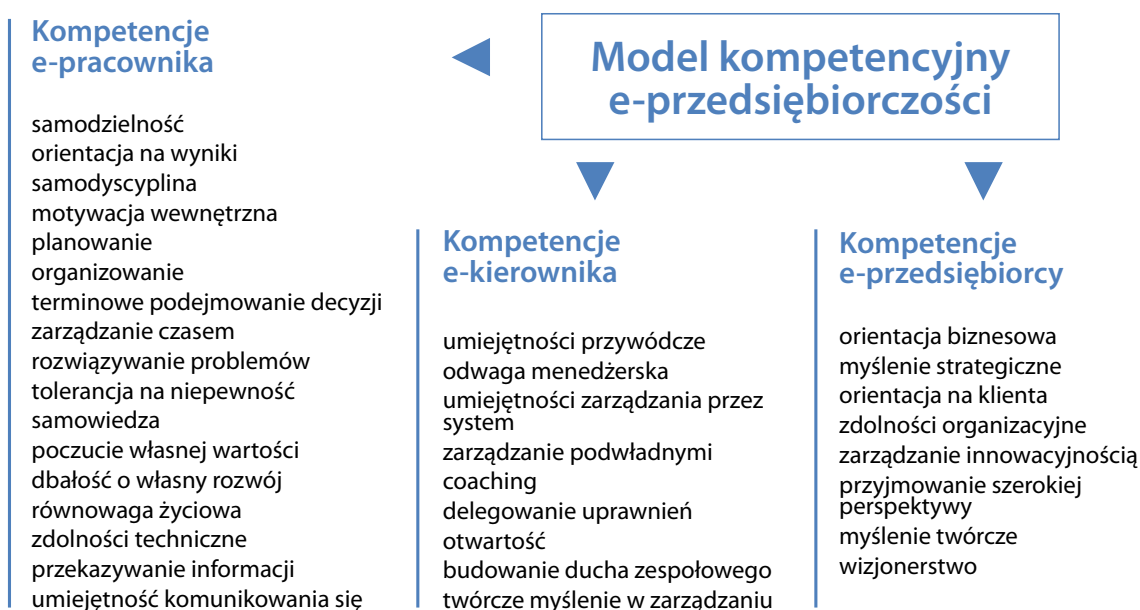 Model kompetencyjny
e-przedsiębiorczości
Kompetencje
e-pracownika
samodzielność
orientacja na wyniki
samodyscyplina
motywacja wewnętrzna
planowanie
organizowanie
terminowe podejmowanie decyzji
zarządzanie czasem
rozwiązywanie problemów
tolerancja na niepewność
samowiedza
poczucie własnej wartości
dbałość o własny rozwój
równowaga życiowa
zdolności techniczne
przekazywanie informacji
umiejętność komunikowania się
Kompetencje
e-kierownika
umiejętności przywódcze
odwaga menedżerska
umiejętności zarządzania przez
system
zarządzanie podwładnymi
coaching
delegowanie uprawnień
otwartość
budowanie ducha zespołowego
twórcze myślenie w zarządzaniu
Kompetencje
e-przedsiębiorcy
orientacja biznesowa
myślenie strategiczne
orientacja na klienta
zdolności organizacyjne
zarządzanie innowacyjnością
przyjmowanie szerokiej
perspektywy
myślenie twórcze
wizjonerstwo